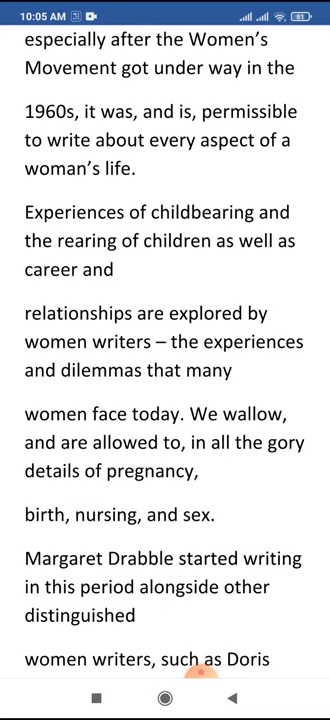 10:05 AM
81
especially after the Women's
Movement got under way in the
1960s, it was, and is, permissible
to write about every aspect of a
woman's life.
Experiences of childbearing and
the rearing of children as well as
career and
relationships are explored by
women writers – the experiences
and dilemmas that many
women face today. We wallow,
and are allowed to, in all the gory
details of pregnancy,
birth, nursing, and sex.
Margaret Drabble started writing
in this period alongside other
distinguished
women writers, such as Doris